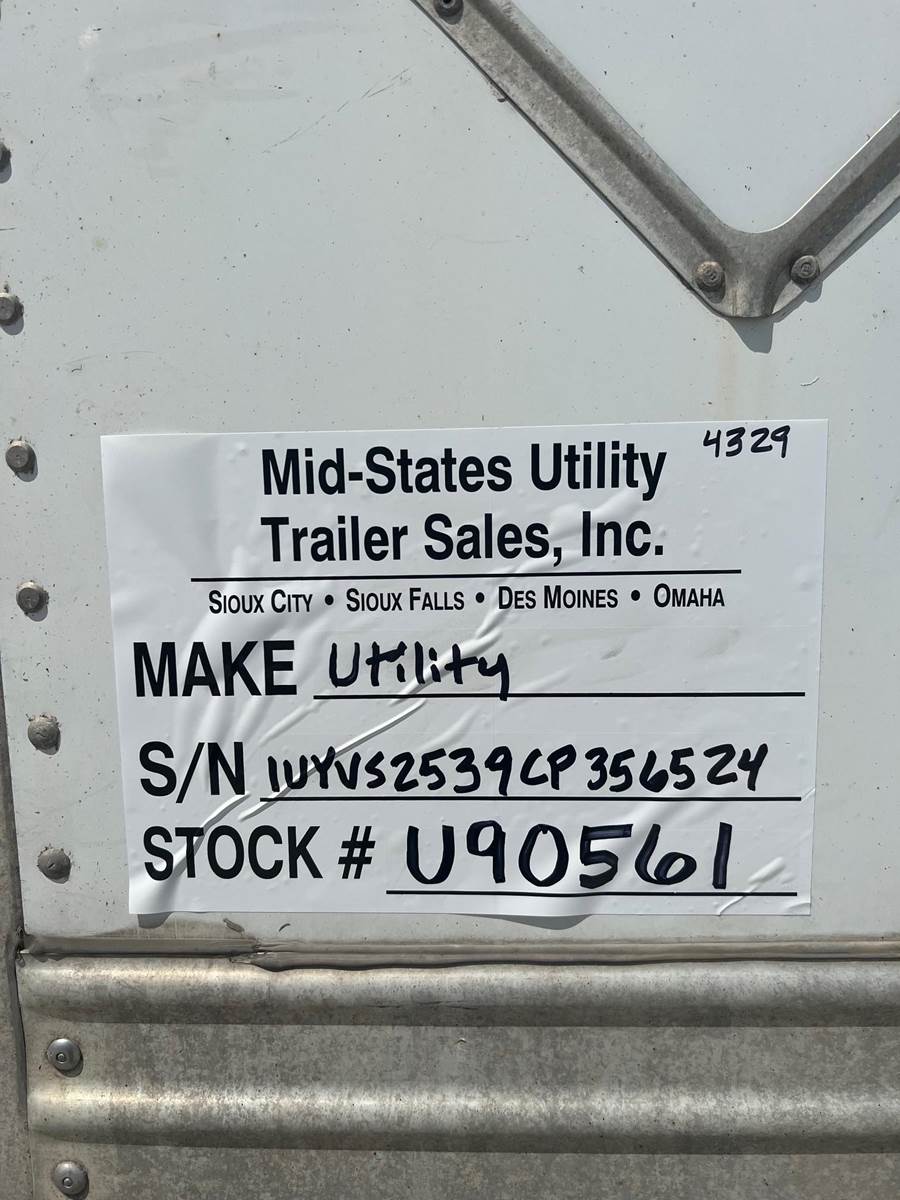 4329
Mid-States Utility
Trailer Sales, Inc.
SIOUX CITY • SIOUX FALLS • DES MOINES • OMAHA
MAKE Utility
S/N 1UYVS2539CP356524
STOCK # U90561